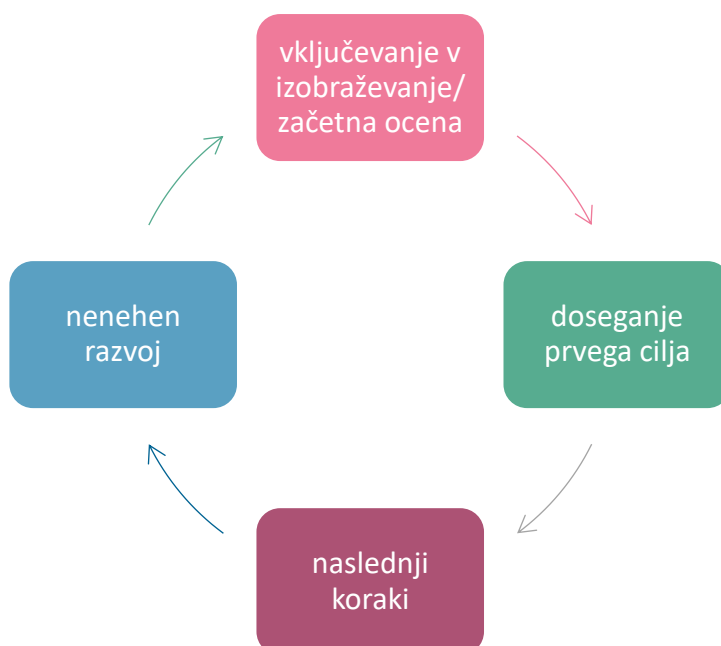 vključevanje v
izobraževanje/
začetna ocena
doseganje
prvega cilja
naslednji
koraki
nenehen
razvoj